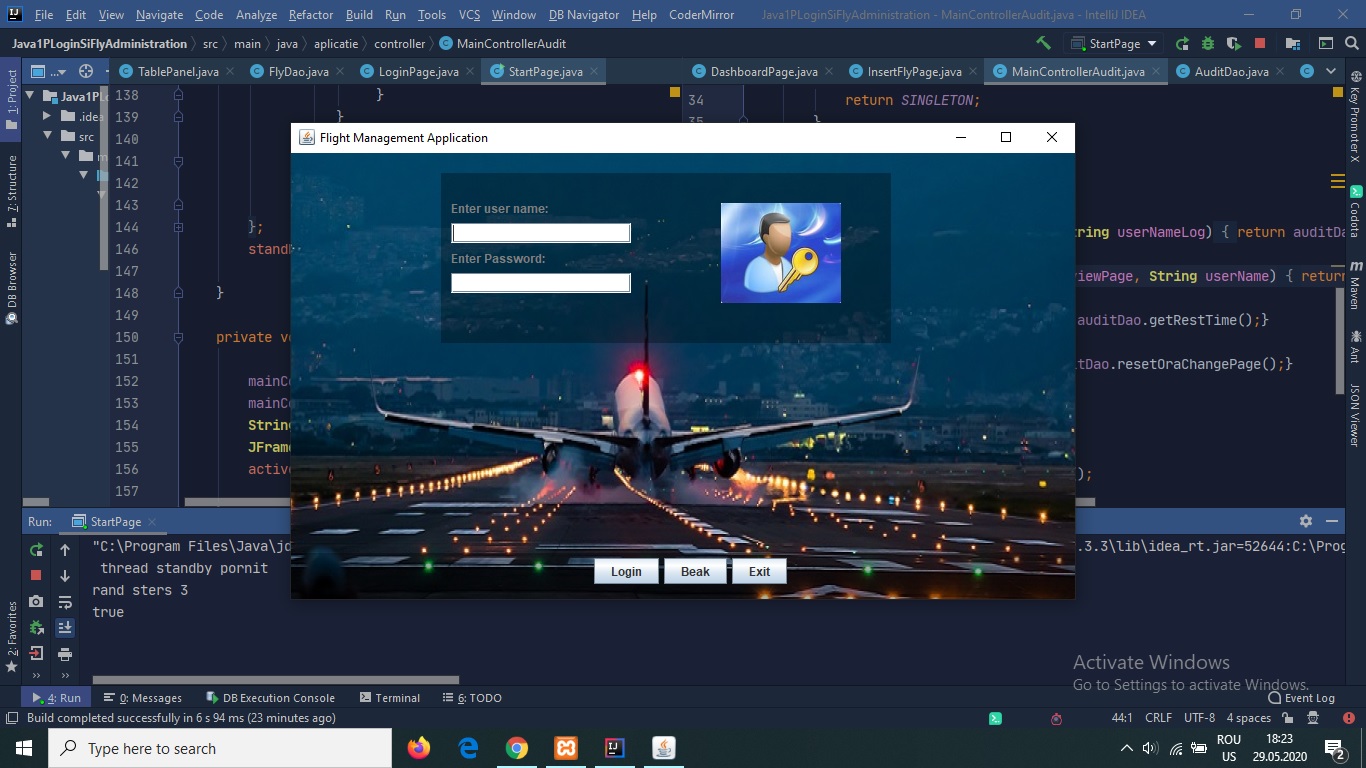 File Edit View Navigate Code Analyze Refactor Build Run Tools VCS Window DB Navigator Help CoderMirror Java1PLoginSiFlyAdministration - MainControllerAudit.java - IntelliJ IDEA
Java1PLoginSiFlyAdministration src main java aplicatie controller MainControllerAudit StartPage
1: Project
7: Structure
DB Browser
2: Favorites
... TablePanel.java FlyDao.java LoginPage.java StartPage.java DashboardPage.java InsertFlyPage.java MainControllerAudit.java AuditDao.java
Java1PLo
.idea
src
m
138 }
139 }
140
141
142
143
144 };
146 standb
147
148 }
149
150 private vo
151
152 mainCo
153 mainCo
154 String
155 JFrame
156 active
157
34 return SINGLETON;
35 }
tring userNameLog) { return auditDa
viewPage, String userName) { return
auditDao.getRestTime();}
tDao.resetOraChangePage();}
);
Key Promoter X
Codota
Maven
Ant
JSON Viewer
Flight Management Application
Enter user name:
Enter Password:
Login Beak Exit
Run: StartPage
"C:\Program Files\Java\jd .3.3\lib\idea_rt.jar=52644:C:\Prog
thread standby pornit
rand sters 3
true
Activate Windows
Go to Settings to activate Windows.
4: Run 0: Messages DB Execution Console Terminal 6: TODO Event Log
Build completed successfully in 6 s 94 ms (23 minutes ago) 44:1 CRLF UTF-8 4 spaces
Type here to search
ROU
US
18:23
29.05.2020
2